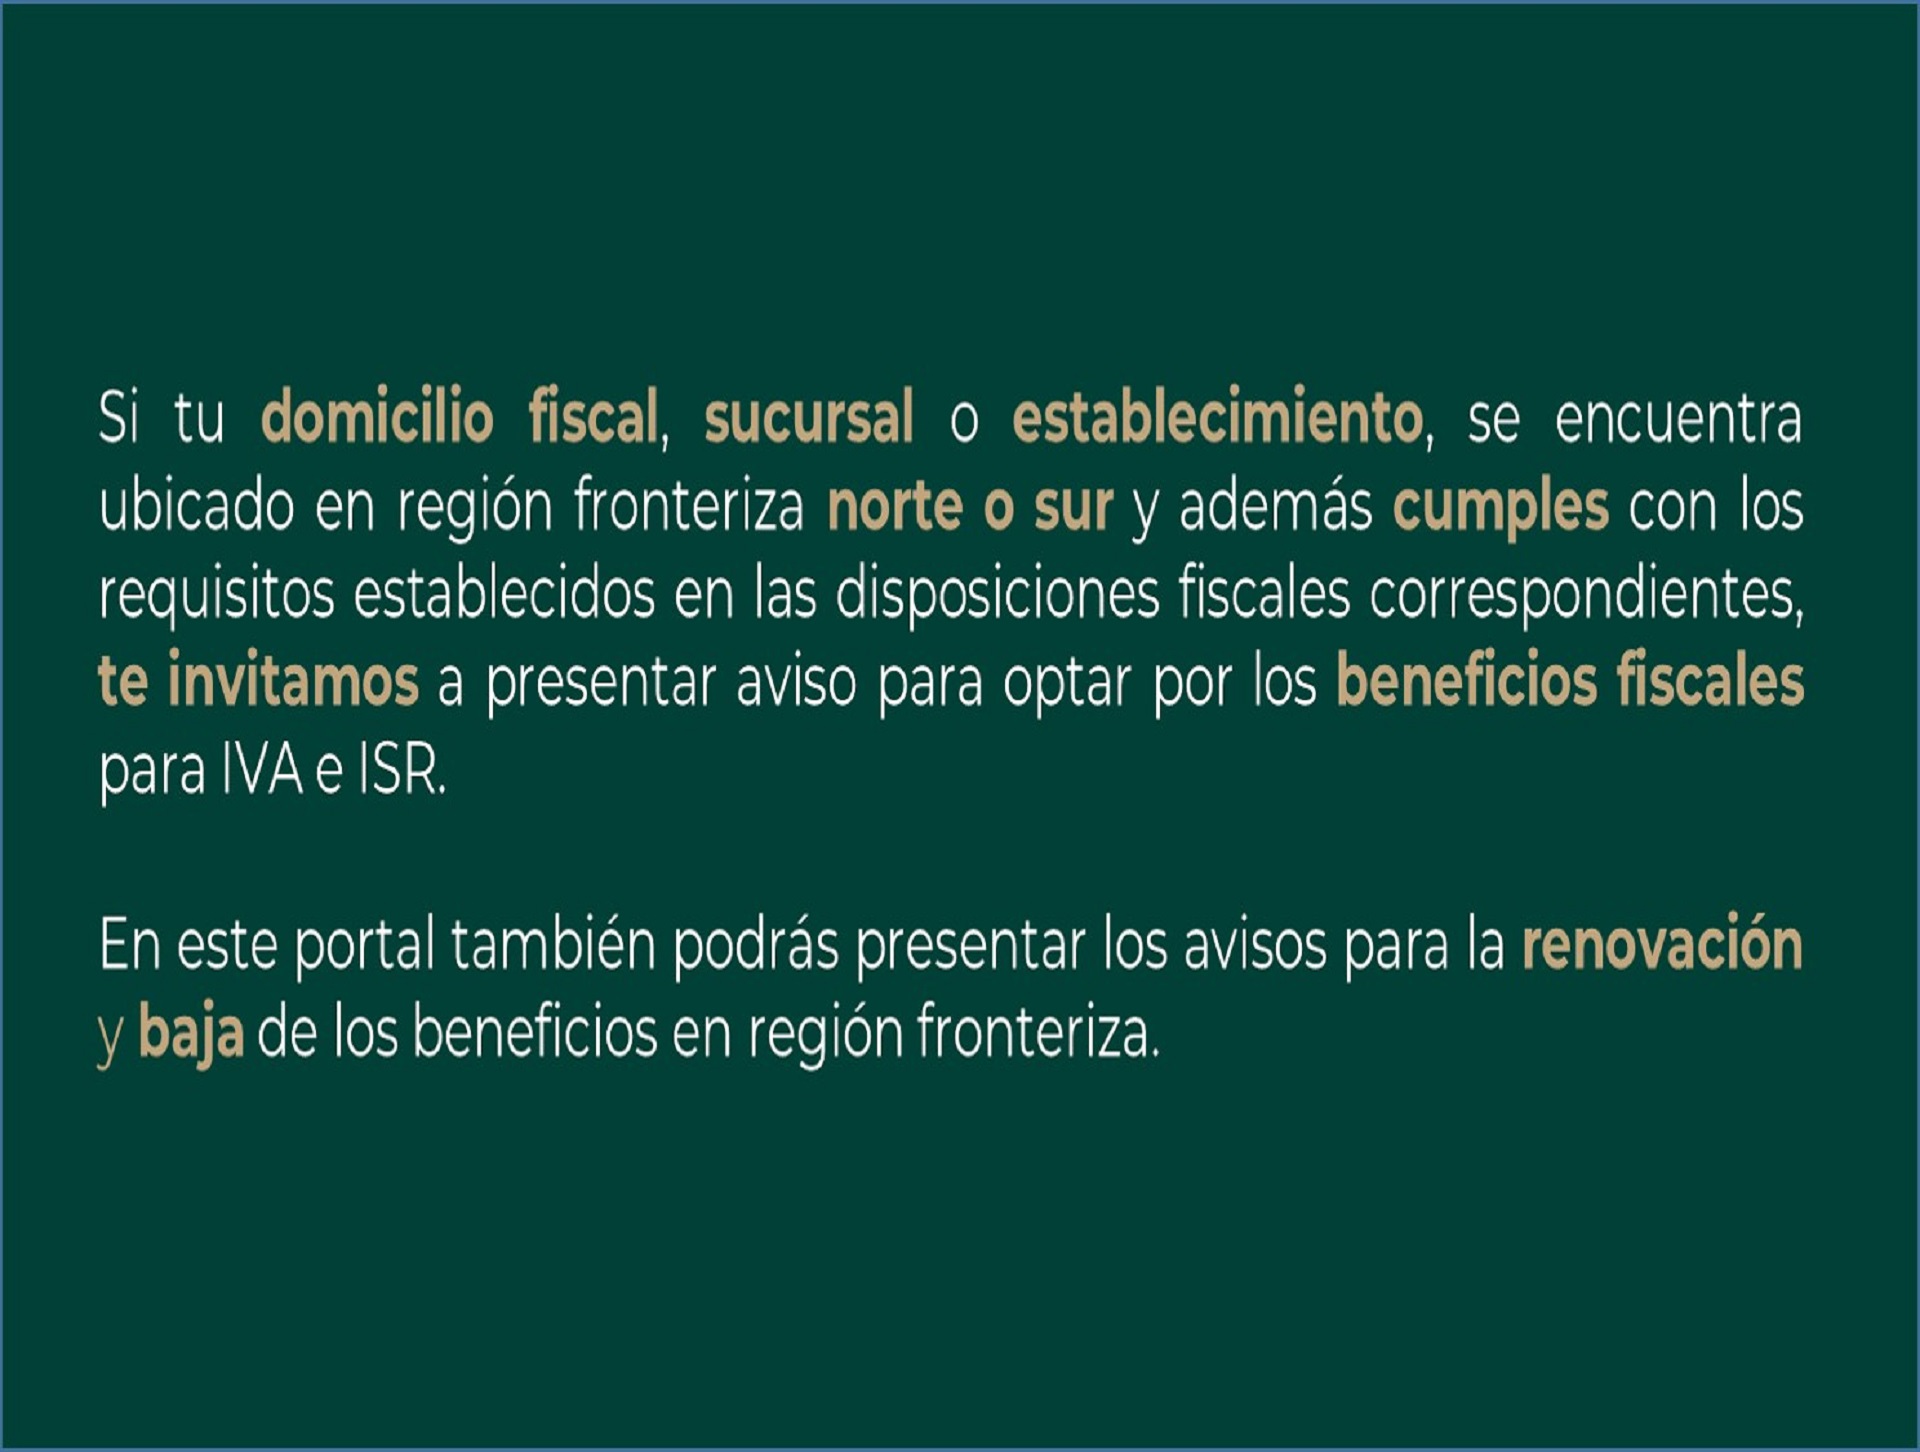 Si tu domicilio fiscal, sucursal o establecimiento, se encuentra
ubicado en región fronteriza norte o sur y además cumples con los
requisitos establecidos en las disposiciones fiscales correspondientes,
te invitamos a presentar aviso para optar por los beneficios fiscales
para IVA e ISR.
En este portal también podrás presentar los avisos para la renovación
y baja de los beneficios en región fronteriza.